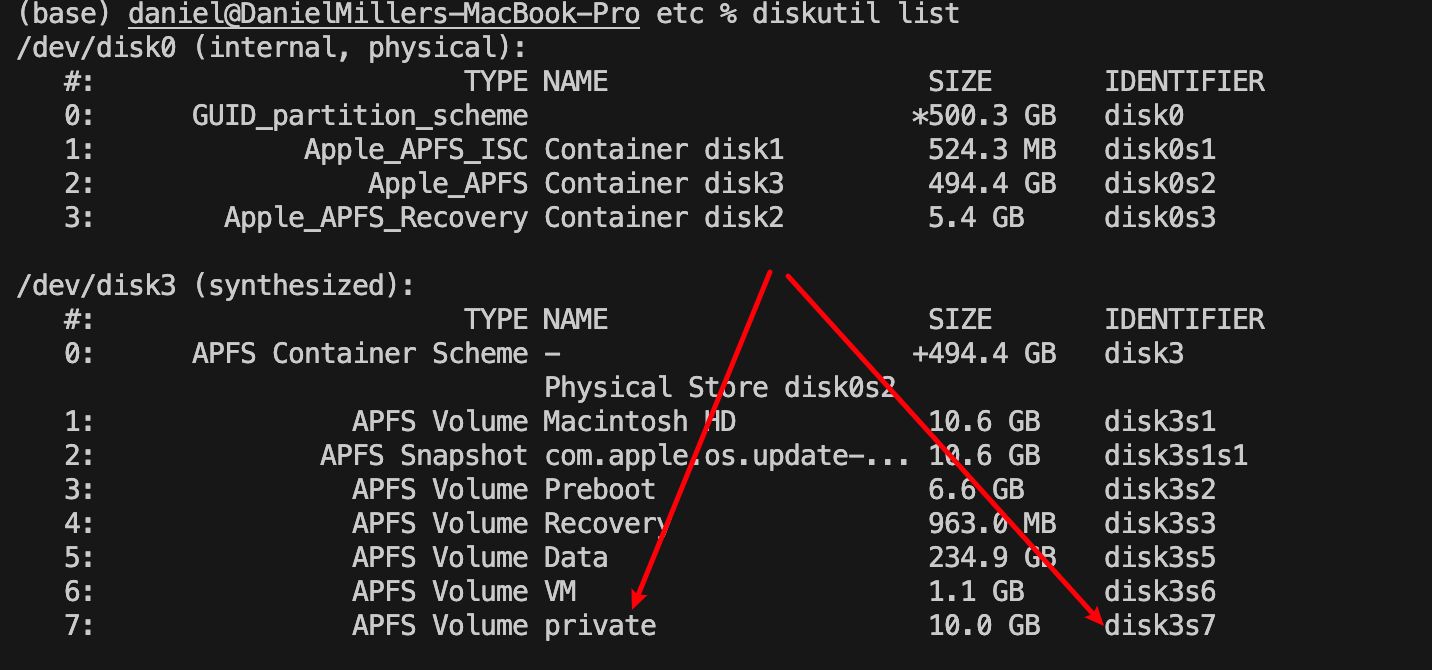 (base) daniel@DanielMillers-MacBook-Pro etc % diskutil list
/dev/disk0 (internal, physical):
#: TYPE NAME SIZE IDENTIFIER
0: GUID_partition_scheme *500.3 GB disk0
1: Apple_APFS_ISC Container disk1 524.3 MB disk0s1
2: Apple_APFS Container disk3 494.4 GB disk0s2
3: Apple_APFS_Recovery Container disk2 5.4 GB disk0s3
/dev/disk3 (synthesized):
#: TYPE NAME SIZE IDENTIFIER
0: APFS Container Scheme - +494.4 GB disk3
Physical Store disk0s2
1: APFS Volume Macintosh HD 10.6 GB disk3s1
2: APFS Snapshot com.apple.os.update-... 10.6 GB disk3s1s1
3: APFS Volume Preboot 6.6 GB disk3s2
4: APFS Volume Recovery 963.0 MB disk3s3
5: APFS Volume Data 234.9 GB disk3s5
6: APFS Volume VM 1.1 GB disk3s6
7: APFS Volume private 10.0 GB disk3s7